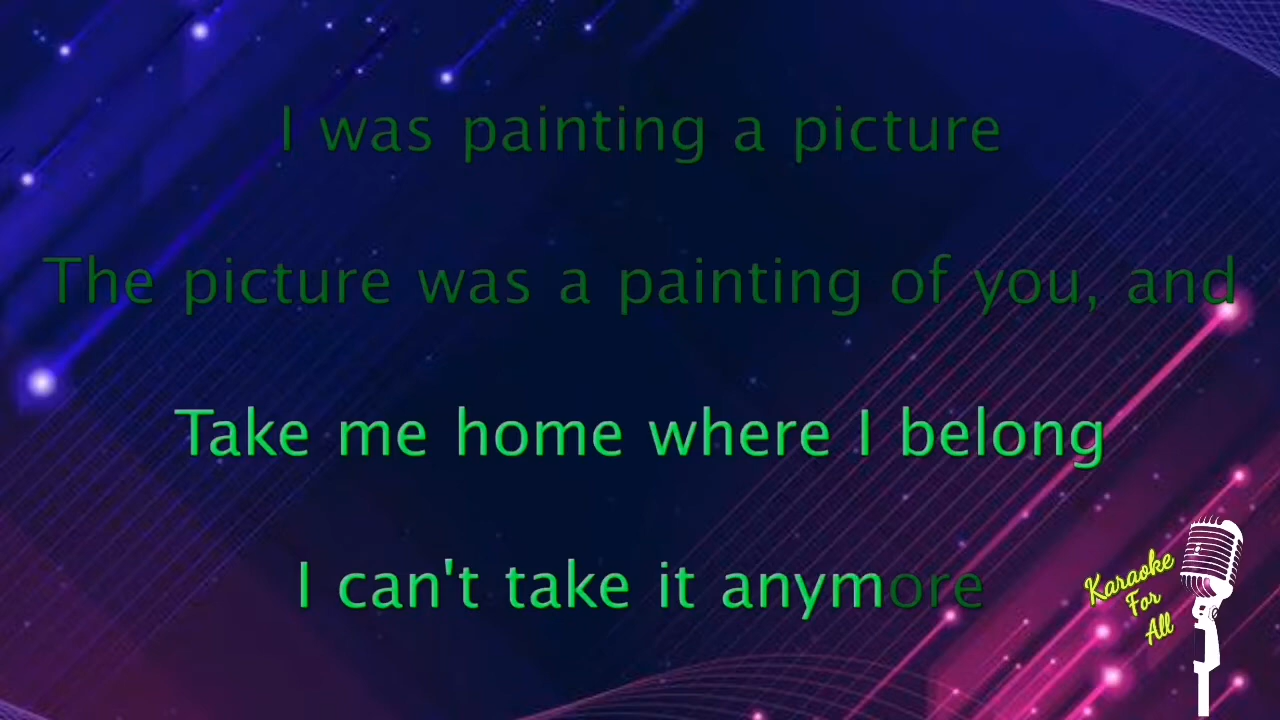 I was painting a picture
The picture was a painting of you, and
Take me home where I belong
I can't take it anymore
Karaoke
For
All